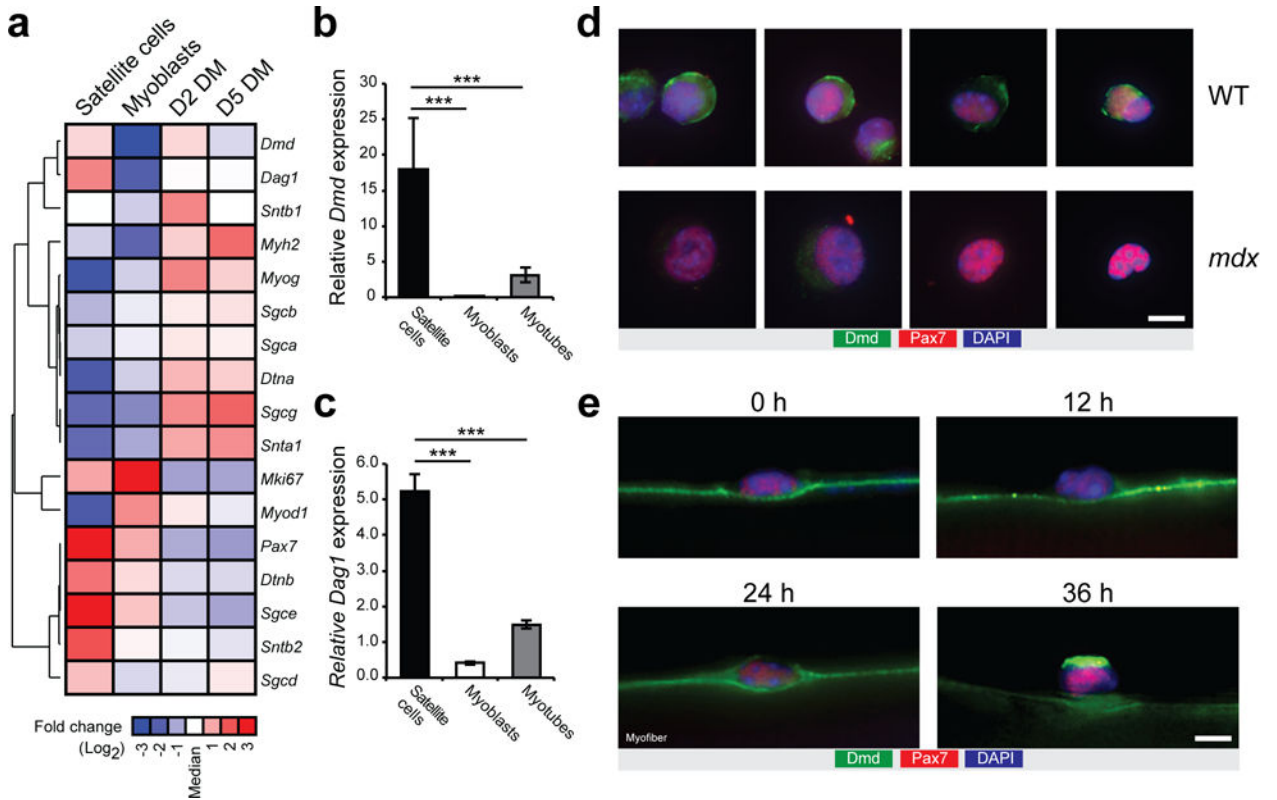 a
Satellite cells
Myoblasts
D2 DM
D5 DM
Dmd
Dag1
Sntb1
Myh2
Myog
Sgcb
Sgca
Dtna
Sgcg
Snta1
Mki67
Myod1
Pax7
Dtnb
Sgce
Sntb2
Sgcd
Fold change
(Log2)
-3
-2
-1
Median
1
2
3
b
Relative Dmd expression
30
25
20
15
10
5
0
***
***
Satellite
cells
Myoblasts
Myotubes
c
Relative Dag1 expression
6.0
5.0
4.0
3.0
2.0
1.0
0.0
***
***
Satellite
cells
Myoblasts
Myotubes
d
WT
mdx
Dmd Pax7 DAPI
e
0 h
12 h
24 h
36 h
Myofiber
Dmd Pax7 DAPI